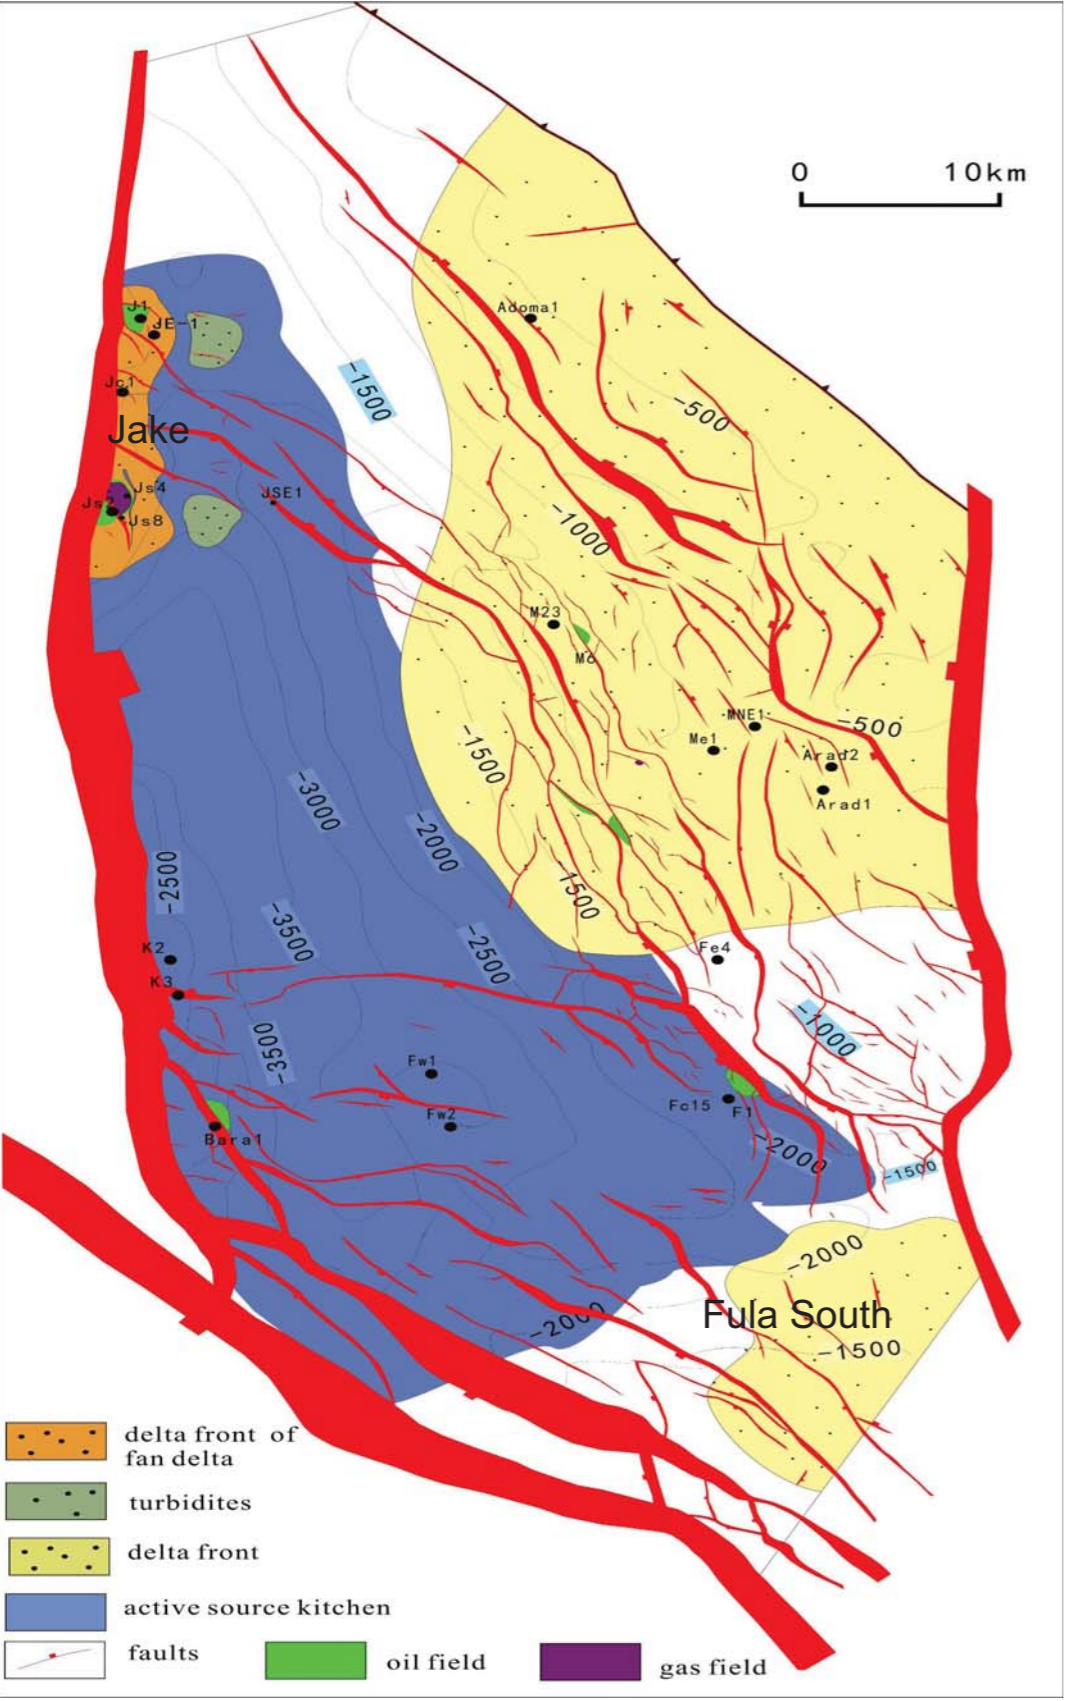 0 10km
J1
JE-1
Adoma1
Jc1
-1500
-500
Jake
Js4
JSE1
Js2
Js8
-1000
M23
M6
MNE1
-500
Me1
-1500
Arad2
-3000
Arad1
-2000
-2500
-1500
-3500
-2500
K2
Fe4
K3
-1000
-3500
Fw1
Fw2
Fc15
F1
Bara1
-2000
-1500
-2000
-2000
Fula South
-1500
delta front of
fan delta
turbidites
delta front
active source kitchen
faults
oil field
gas field